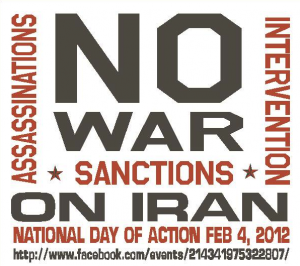 NO
WAR
SANCTIONS
ON IRAN
ASSASSINATIONS
INTERVENTION
NATIONAL DAY OF ACTION FEB 4, 2012
http://www.facebook.com/events/214341975322807/